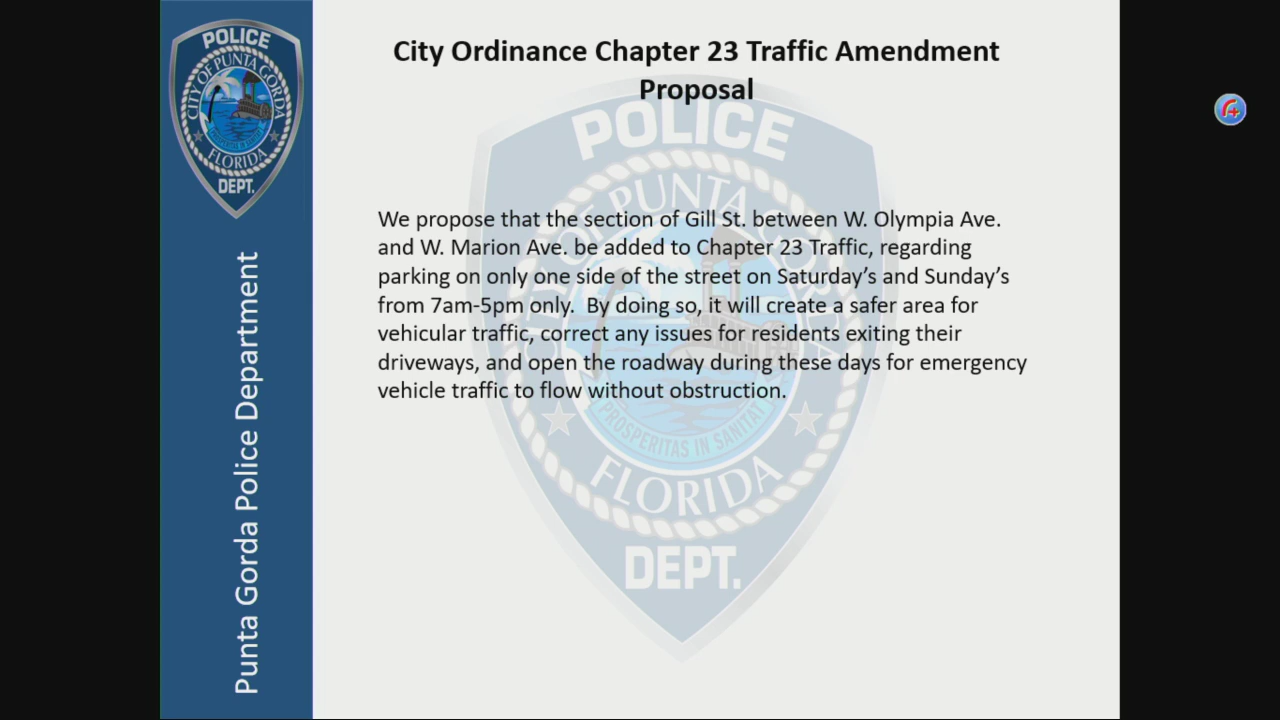 POLICE
CITY OF PUNTA GORDA
FLORIDA
DEPT.
Punta Gorda Police Department
City Ordinance Chapter 23 Traffic Amendment
Proposal
We propose that the section of Gill St. between W. Olympia Ave.
and W. Marion Ave. be added to Chapter 23 Traffic, regarding
parking on only one side of the street on Saturday’s and Sunday’s
from 7am-5pm only.  By doing so, it will create a safer area for
vehicular traffic, correct any issues for residents exiting their
driveways, and open the roadway during these days for emergency
vehicle traffic to flow without obstruction.
POLICE
CITY OF PUNTA GORDA
PROSPERITAS IN SANITAT
FLORIDA
DEPT.